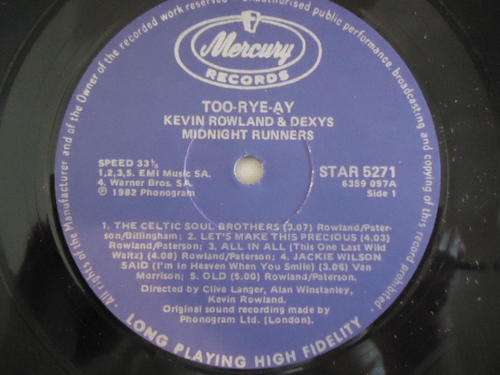 All rights of the Manufacturer and of the Owner of the recorded work reserved. Unauthorised public performance, broadcasting and copying of this record prohibited.
Mercury
RECORDS
TOO-RYE-AY
KEVIN ROWLAND & DEXYS
MIDNIGHT RUNNERS
SPEED 33⅓
1,2,3,5. EMI Music SA.
4. Warner Bros. SA.
℗ 1982 Phonogram
STAR 5271
6359 097A
Side 1
1. THE CELTIC SOUL BROTHERS (3.07) Rowland/Pater-
son/Billingham; 2. LET'S MAKE THIS PRECIOUS (4.03)
Rowland/Paterson; 3. ALL IN ALL (This One Last Wild
Waltz) (4.08) Rowland/Paterson; 4. JACKIE WILSON
SAID (I'm In Heaven When You Smile) (3.06) Van
Morrison; 5. OLD (5.00) Rowland/Paterson.
Directed by Clive Langer, Alan Winstanley,
Kevin Rowland.
Original sound recording made by
Phonogram Ltd. (London).
LONG PLAYING HIGH FIDELITY